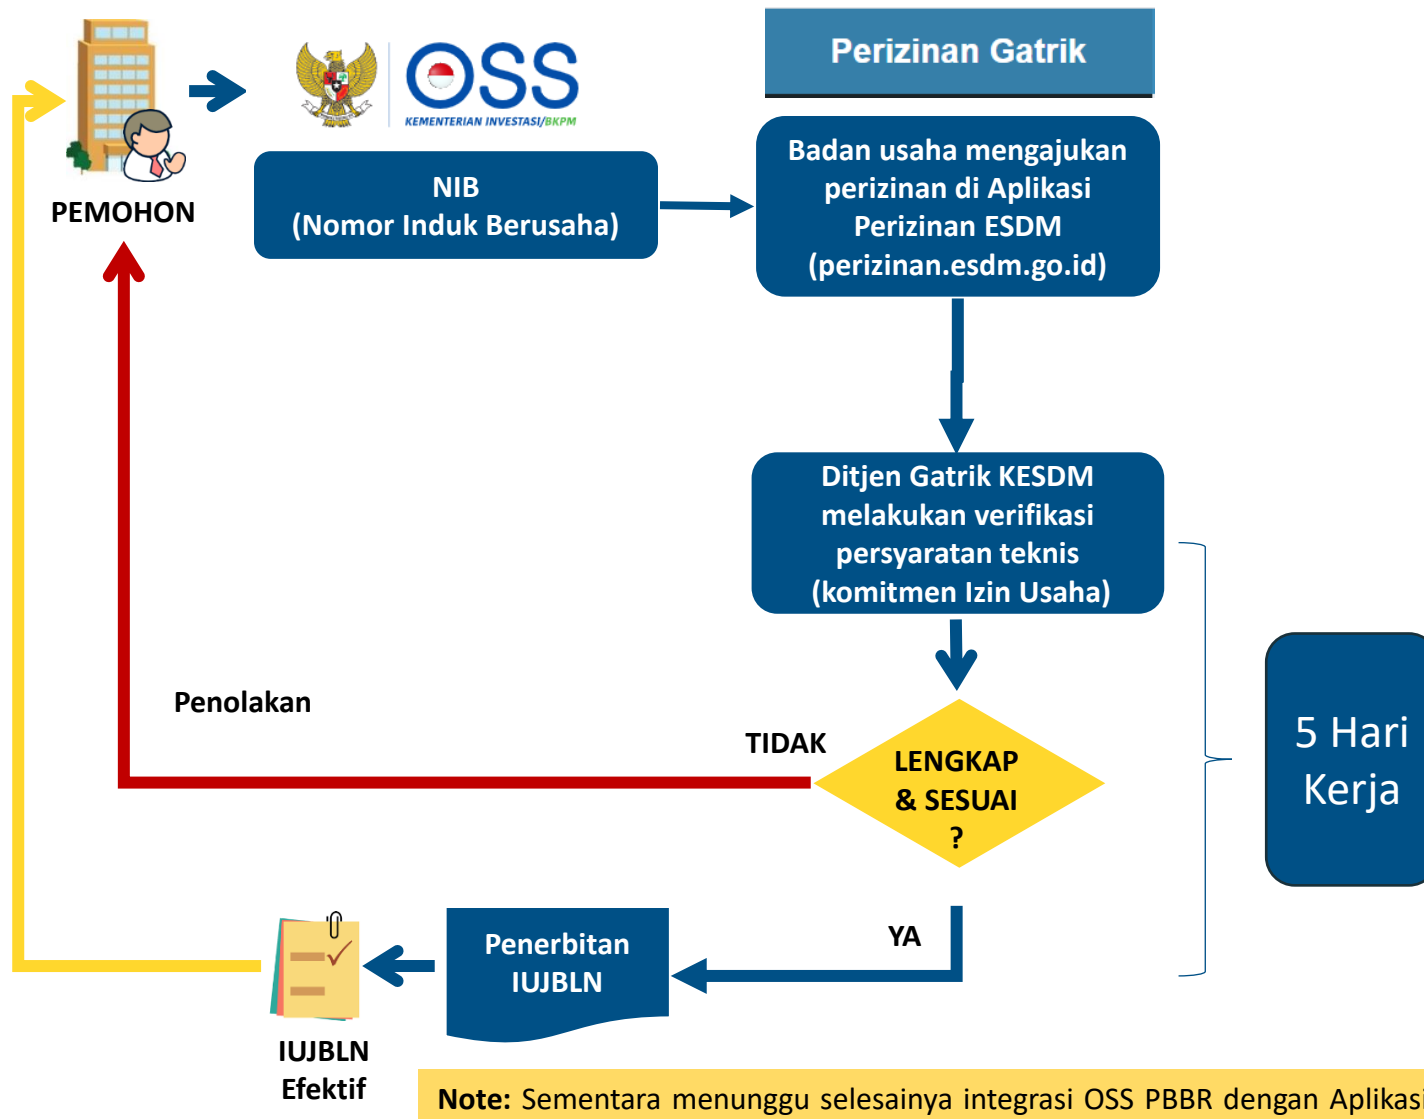 OSS
KEMENTERIAN INVESTASI/BKPM
Perizinan Gatrik
PEMOHON
NIB
(Nomor Induk Berusaha)
Badan usaha mengajukan
perizinan di Aplikasi
Perizinan ESDM
(perizinan.esdm.go.id)
Ditjen Gatrik KESDM
melakukan verifikasi
persyaratan teknis
(komitmen Izin Usaha)
Penolakan
TIDAK
LENGKAP
& SESUAI
?
5 Hari
Kerja
YA
Penerbitan
IUJBLN
IUJBLN
Efektif
Note: Sementara menunggu selesainya integrasi OSS PBBR dengan Aplikasi